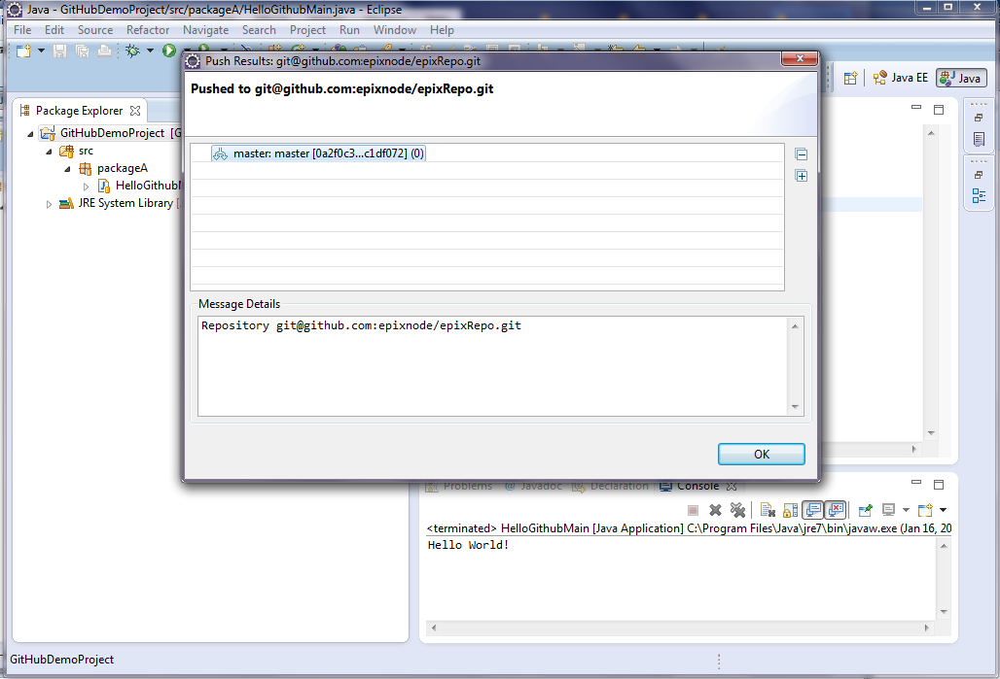 Java - GitHubDemoProject/src/packageA/HelloGithubMain.java - Eclipse
File Edit Source Refactor Navigate Search Project Run Window Help
Push Results: git@github.com:epixnode/epixRepo.git
Pushed to git@github.com:epixnode/epixRepo.git
Java EE
Java
Package Explorer
GitHubDemoProject [G
src
packageA
HelloGithubM
JRE System Library [
master: master [0a2f0c3...c1df072] (0)
Message Details
Repository git@github.com:epixnode/epixRepo.git
OK
Problems @ Javadoc Declaration Console
<terminated> HelloGithubMain [Java Application] C:\Program Files\Java\jre7\bin\javaw.exe (Jan 16, 20
Hello World!
GitHubDemoProject